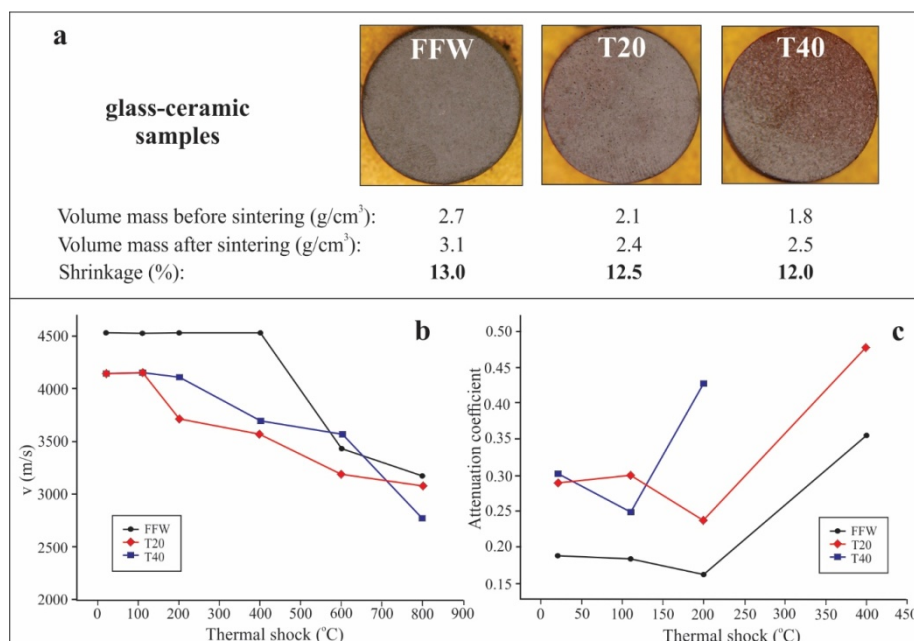 a
FFW T20 T40
glass-ceramic
samples
Volume mass before sintering (g/cm³): 2.7 2.1 1.8
Volume mass after sintering (g/cm³): 3.1 2.4 2.5
Shrinkage (%): 13.0 12.5 12.0
b
4500
4000
3500
3000
2500
2000
v (m/s)
FFW
T20
T40
0 100 200 300 400 500 600 700 800 900
Thermal shock (°C)
c
0.50
0.45
0.40
0.35
0.30
0.25
0.20
0.15
Attenuation coefficient
FFW
T20
T40
0 50 100 150 200 250 300 350 400 450
Thermal shock (°C)